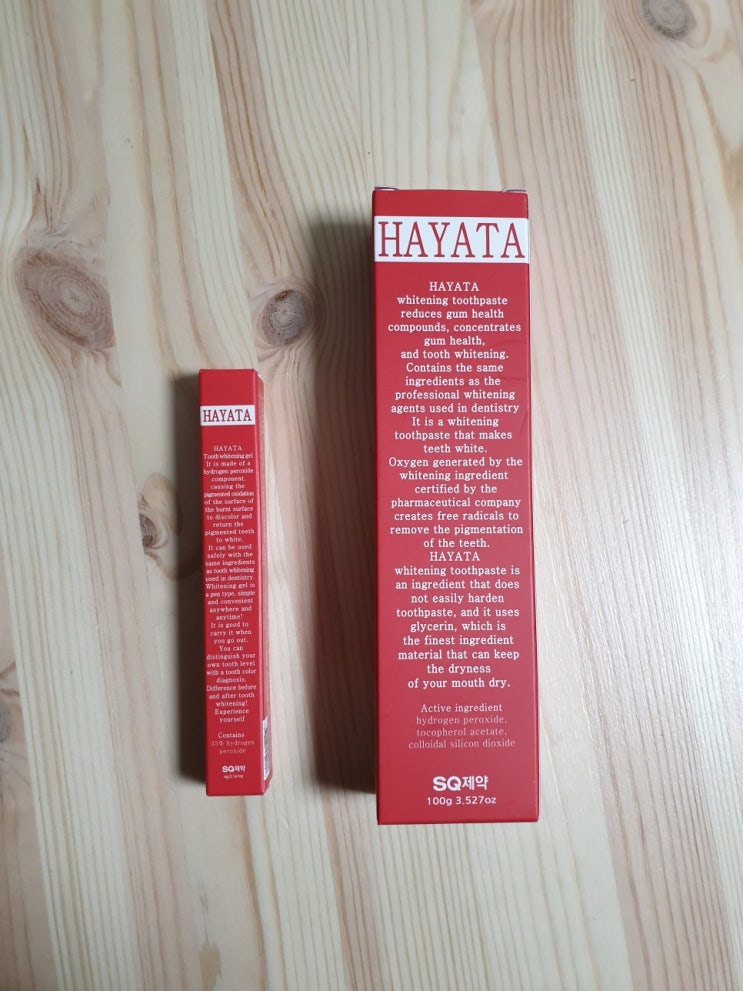 HAYATA
HAYATA
Tooth whitening gel
It is made of a
hydrogen peroxide
component,
causing the
pigmented oxidation
of the surface of
the burst surface
to discolor and
return the
pigmented teeth
to white.
It can be used
safely with the
same ingredients
as tooth whitening
used in dentistry.
Whitening gel is
a pen type, simple
and convenient
anywhere and
anytime!
It is good to
carry it when
you go out.
You can
distinguish your
own tooth level
with a tooth color
diagnosis.
Difference before
and after tooth
whitening!
Experience
yourself
Contains
35% hydrogen
peroxide
SQ제약
HAYATA
HAYATA
whitening toothpaste
reduces gum health
compounds, concentrates
gum health,
and tooth whitening.
Contains the same
ingredients as the
professional whitening
agents used in dentistry
It is a whitening
toothpaste that makes
teeth white.
Oxygen generated by the
whitening ingredient
certified by the
pharmaceutical company
creates free radicals to
remove the pigmentation
of the teeth.
HAYATA
whitening toothpaste is
an ingredient that does
not easily harden
toothpaste, and it uses
glycerin, which is
the finest ingredient
material that can keep
the dryness
of your mouth dry.
Active ingredient
hydrogen peroxide,
tocopherol acetate,
colloidal silicon dioxide
SQ제약
100g 3.527oz